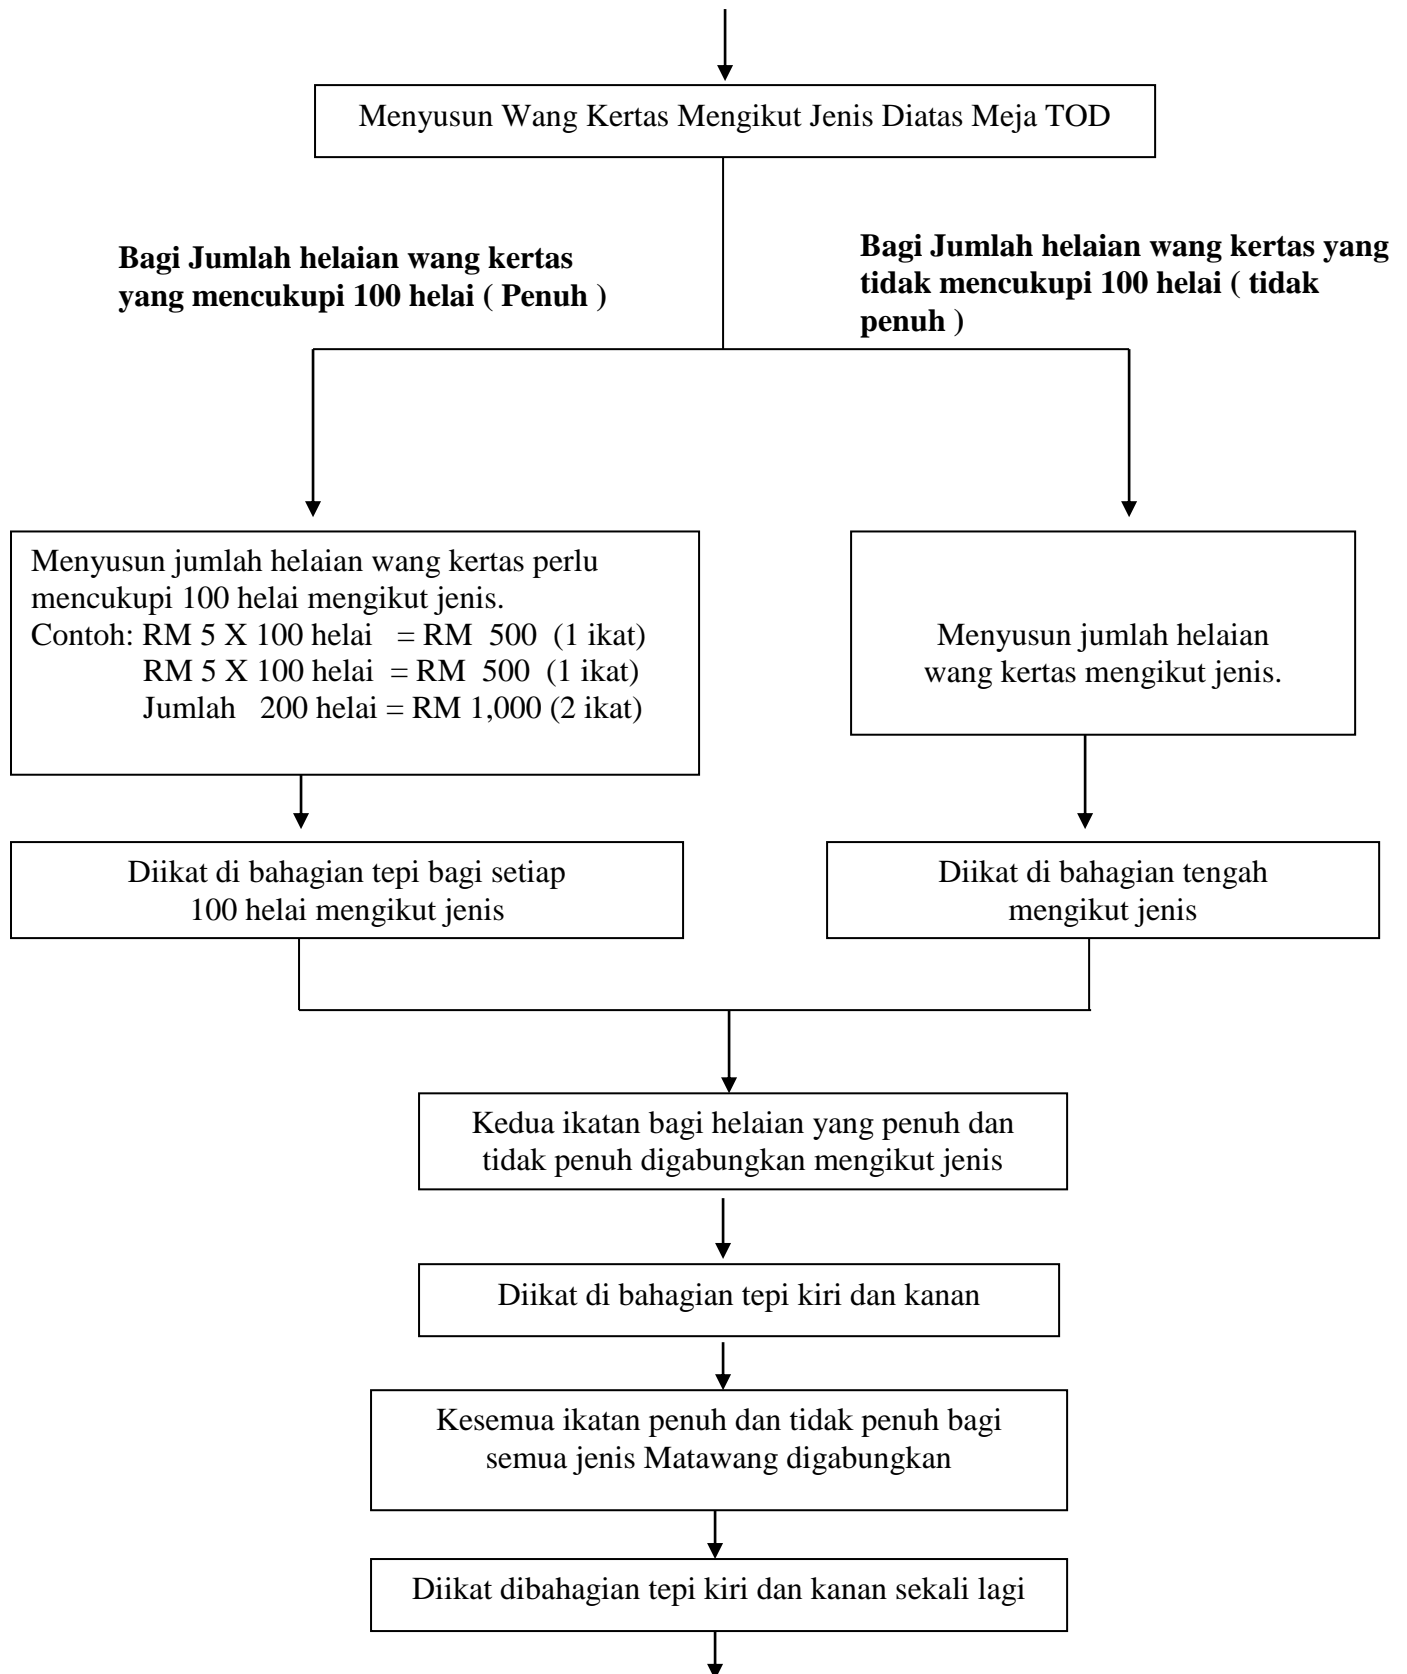 Menyusun Wang Kertas Mengikut Jenis Diatas Meja TOD
Bagi Jumlah helaian wang kertas
yang mencukupi 100 helai ( Penuh )
Bagi Jumlah helaian wang kertas yang
tidak mencukupi 100 helai ( tidak
penuh )
Menyusun jumlah helaian wang kertas perlu
mencukupi 100 helai mengikut jenis.
Contoh: RM 5 X 100 helai = RM 500 (1 ikat)
RM 5 X 100 helai = RM 500 (1 ikat)
Jumlah 200 helai = RM 1,000 (2 ikat)
Menyusun jumlah helaian
wang kertas mengikut jenis.
Diikat di bahagian tepi bagi setiap
100 helai mengikut jenis
Diikat di bahagian tengah
mengikut jenis
Kedua ikatan bagi helaian yang penuh dan
tidak penuh digabungkan mengikut jenis
Diikat di bahagian tepi kiri dan kanan
Kesemua ikatan penuh dan tidak penuh bagi
semua jenis Matawang digabungkan
Diikat dibahagian tepi kiri dan kanan sekali lagi